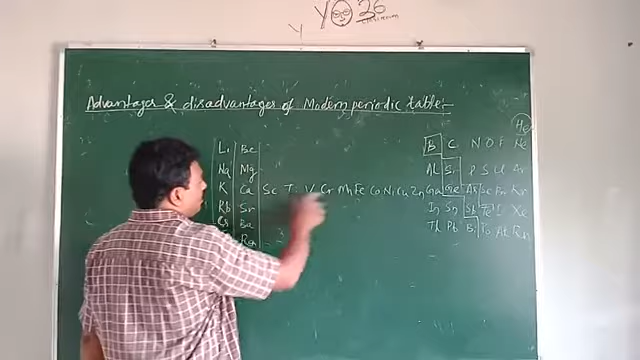 Y 26
Advantages & disadvantages of Modern periodic table:-
He
Li Be B C N O F Ne
Na Mg Al Si P S Cl Ar
K Ca Sc Ti V Cr Mn Fe Co Ni Cu Zn Ga Ge As Se Br Kr
Rb Sr In Sn Sb Te I Xe
Cs Ba Th Pb Bi Po At Rn
Ra